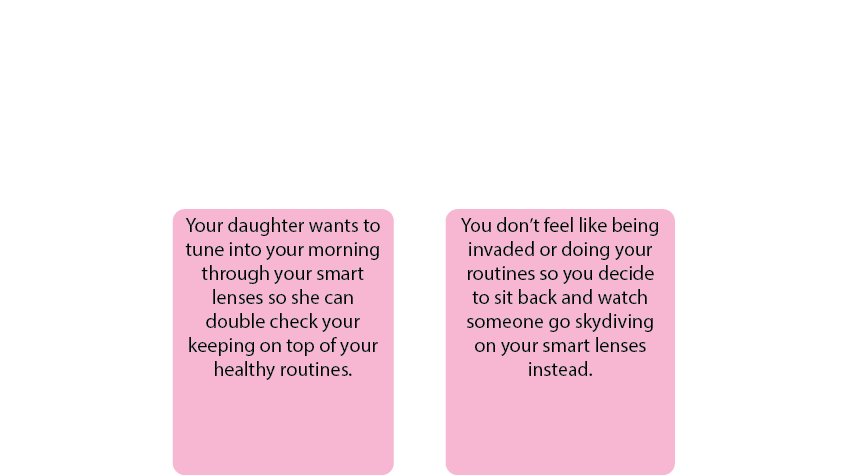 Your daughter wants to
tune into your morning
through your smart
lenses so she can
double check your
keeping on top of your
healthy routines.
You don’t feel like being
invaded or doing your
routines so you decide
to sit back and watch
someone go skydiving
on your smart lenses
instead.